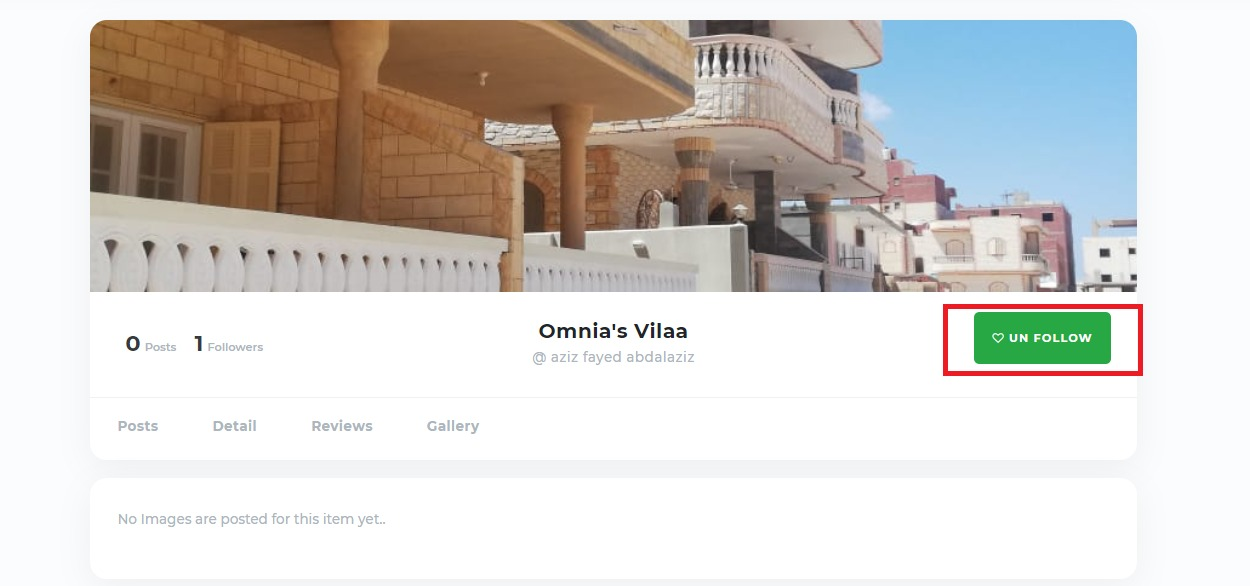 0 Posts 1 Followers
Omnia's Vilaa
@ aziz fayed abdalaziz
UN FOLLOW
Posts Detail Reviews Gallery
No Images are posted for this item yet..